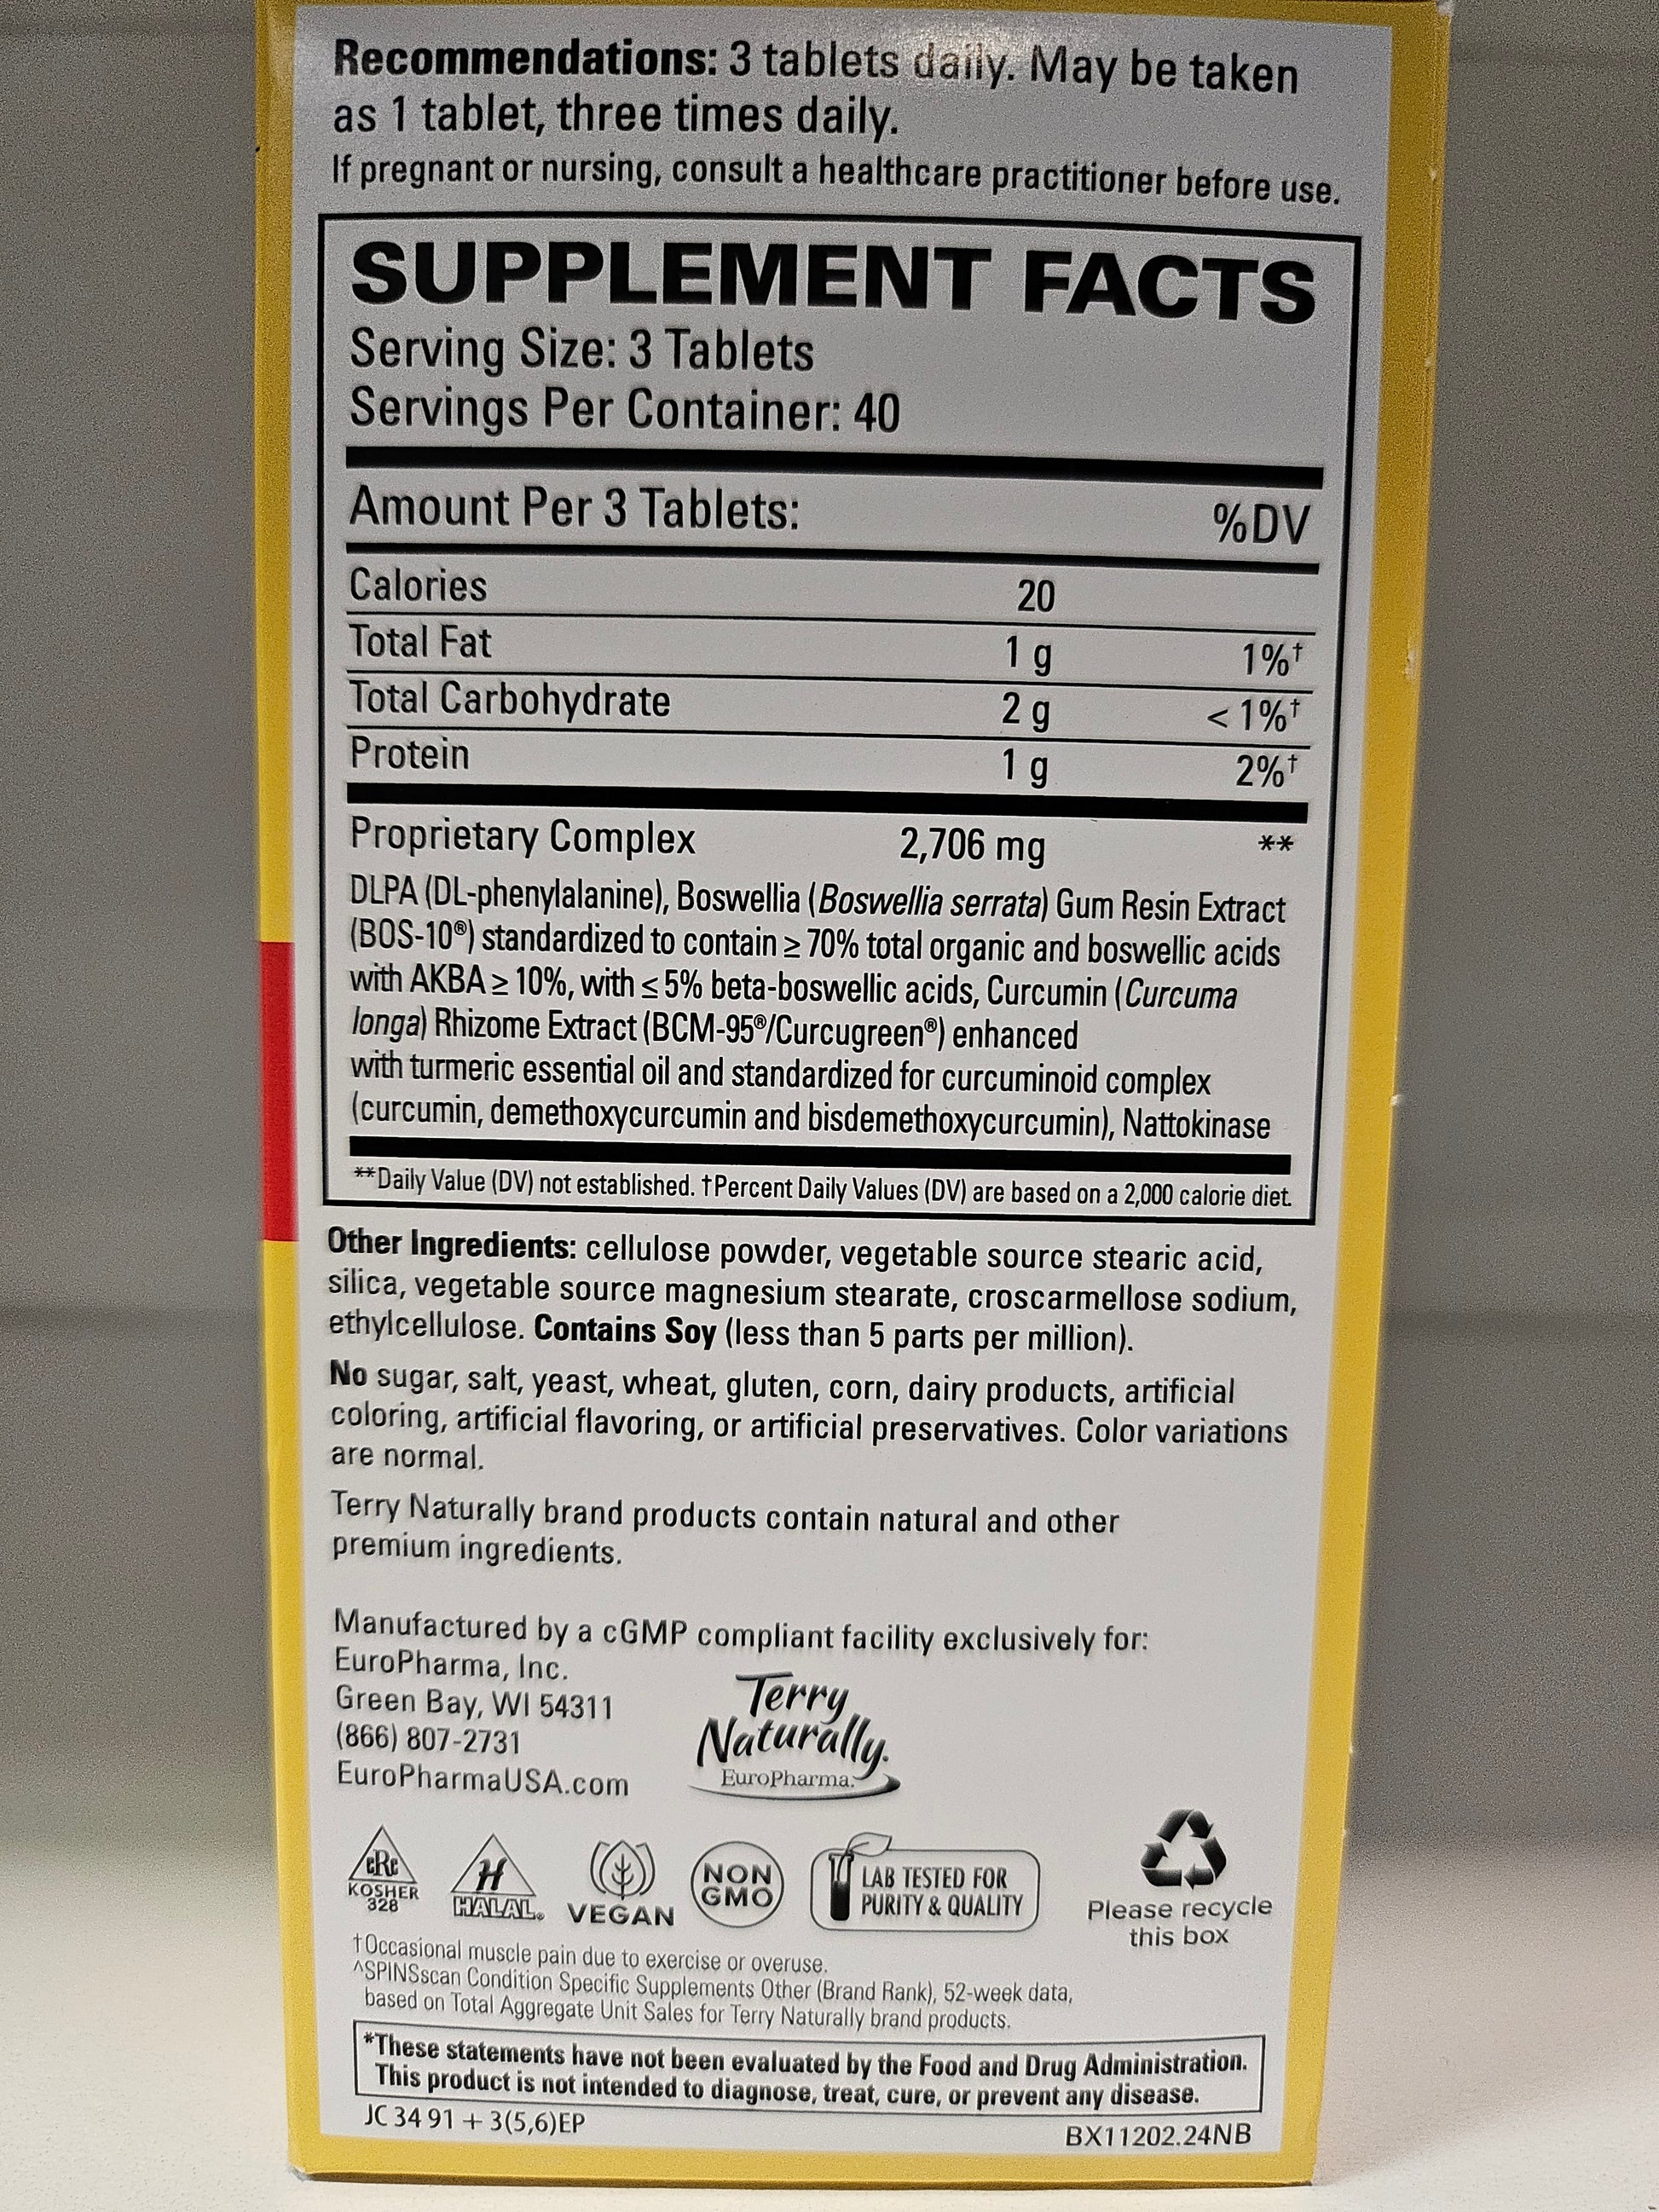 Recommendations: 3 tablets daily. May be taken
as 1 tablet, three times daily.
If pregnant or nursing, consult a healthcare practitioner before use.
SUPPLEMENT FACTS
Serving Size: 3 Tablets
Servings Per Container: 40
Amount Per 3 Tablets: %DV
Calories 20
Total Fat 1 g 1%†
Total Carbohydrate 2 g < 1%†
Protein 1 g 2%†
Proprietary Complex 2,706 mg **
DLPA (DL-phenylalanine), Boswellia (Boswellia serrata) Gum Resin Extract
(BOS-10®) standardized to contain ≥ 70% total organic and boswellic acids
with AKBA ≥ 10%, with ≤ 5% beta-boswellic acids, Curcumin (Curcuma
longa) Rhizome Extract (BCM-95®/Curcugreen®) enhanced
with turmeric essential oil and standardized for curcuminoid complex
(curcumin, demethoxycurcumin and bisdemethoxycurcumin), Nattokinase
**Daily Value (DV) not established. †Percent Daily Values (DV) are based on a 2,000 calorie diet.
Other Ingredients: cellulose powder, vegetable source stearic acid,
silica, vegetable source magnesium stearate, croscarmellose sodium,
ethylcellulose. Contains Soy (less than 5 parts per million).
No sugar, salt, yeast, wheat, gluten, corn, dairy products, artificial
coloring, artificial flavoring, or artificial preservatives. Color variations
are normal.
Terry Naturally brand products contain natural and other
premium ingredients.
Manufactured by a cGMP compliant facility exclusively for:
EuroPharma, Inc.
Green Bay, WI 54311
(866) 807-2731
EuroPharmaUSA.com
Terry
Naturally.
EuroPharma.
cRc
KOSHER
328
H
HALAL®
VEGAN
NON
GMO
LAB TESTED FOR
PURITY & QUALITY
Please recycle
this box
†Occasional muscle pain due to exercise or overuse.
^SPINSscan Condition Specific Supplements Other (Brand Rank), 52-week data,
based on Total Aggregate Unit Sales for Terry Naturally brand products.
*These statements have not been evaluated by the Food and Drug Administration.
This product is not intended to diagnose, treat, cure, or prevent any disease.
JC 34 91 + 3(5,6)EP
BX11202.24NB